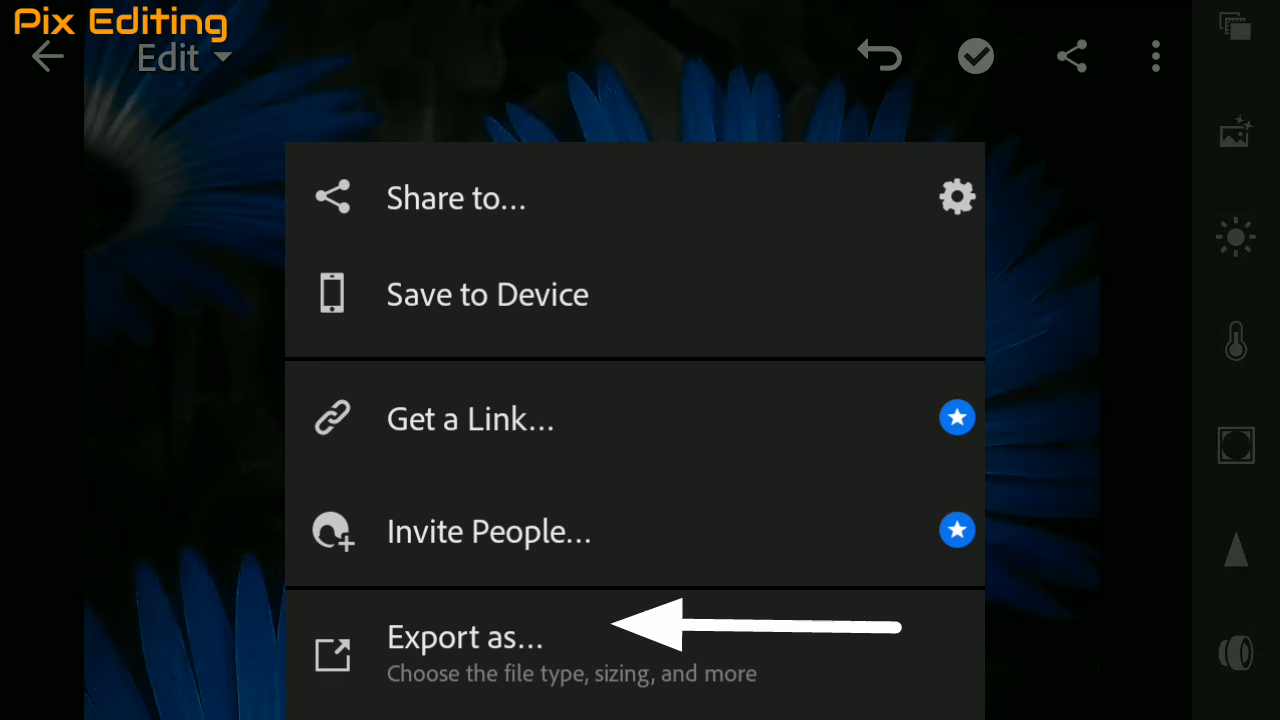 Pix Editing
Edit
Share to...
Save to Device
Get a Link...
Invite People...
Export as...
Choose the file type, sizing, and more